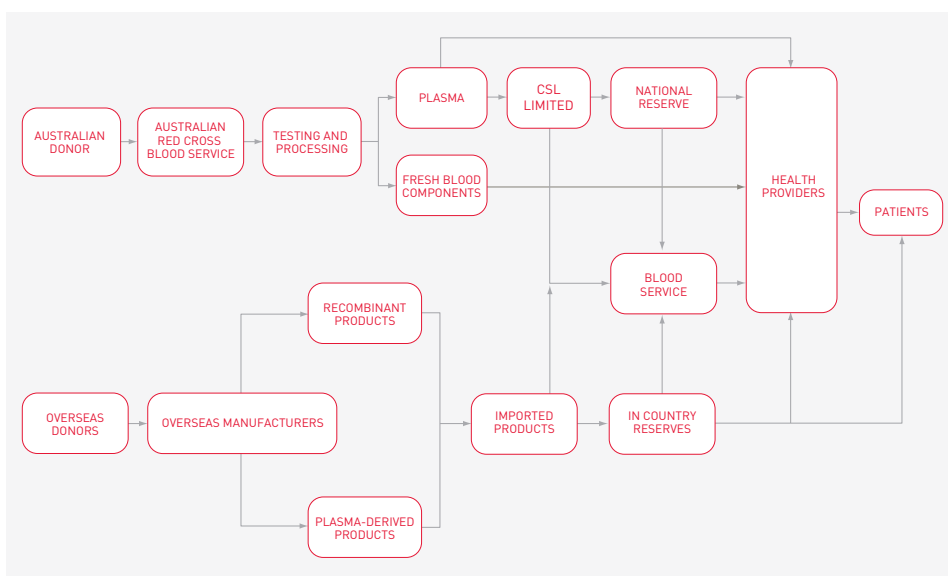 PLASMA
CSL
LIMITED
NATIONAL
RESERVE
AUSTRALIAN
DONOR
AUSTRALIAN
RED CROSS
BLOOD SERVICE
TESTING AND
PROCESSING
FRESH BLOOD
COMPONENTS
HEALTH
PROVIDERS
PATIENTS
BLOOD
SERVICE
RECOMBINANT
PRODUCTS
OVERSEAS
DONORS
OVERSEAS MANUFACTURERS
IMPORTED
PRODUCTS
IN COUNTRY
RESERVES
PLASMA-DERIVED
PRODUCTS